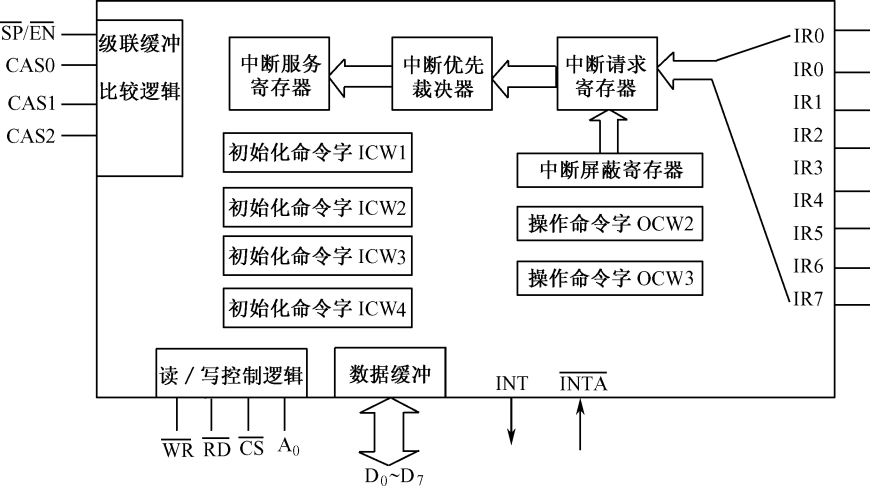 SP/EN
CAS0
CAS1
CAS2
级联缓冲
比较逻辑
中断服务
寄存器
中断优先
裁决器
中断请求
寄存器
IR0
IR0
IR1
IR2
IR3
IR4
IR5
IR6
IR7
初始化命令字 ICW1
初始化命令字 ICW2
初始化命令字 ICW3
初始化命令字 ICW4
中断屏蔽寄存器
操作命令字 OCW2
操作命令字 OCW3
读/写控制逻辑
数据缓冲
INT
INTA
WR
RD
CS
A0
D0~D7